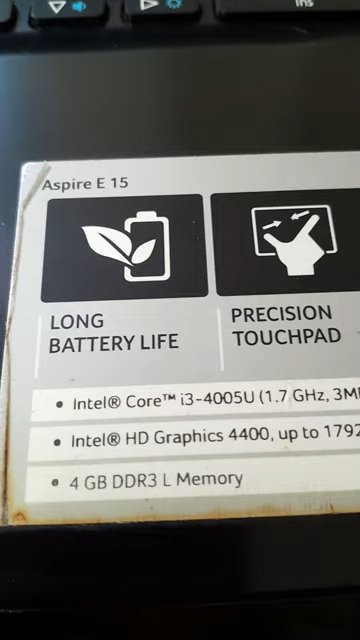 Ins
Aspire E 15
LONG
BATTERY LIFE
PRECISION
TOUCHPAD
• Intel® Core™ i3-4005U (1.7 GHz, 3M
• Intel® HD Graphics 4400, up to 1792
• 4 GB DDR3 L Memory